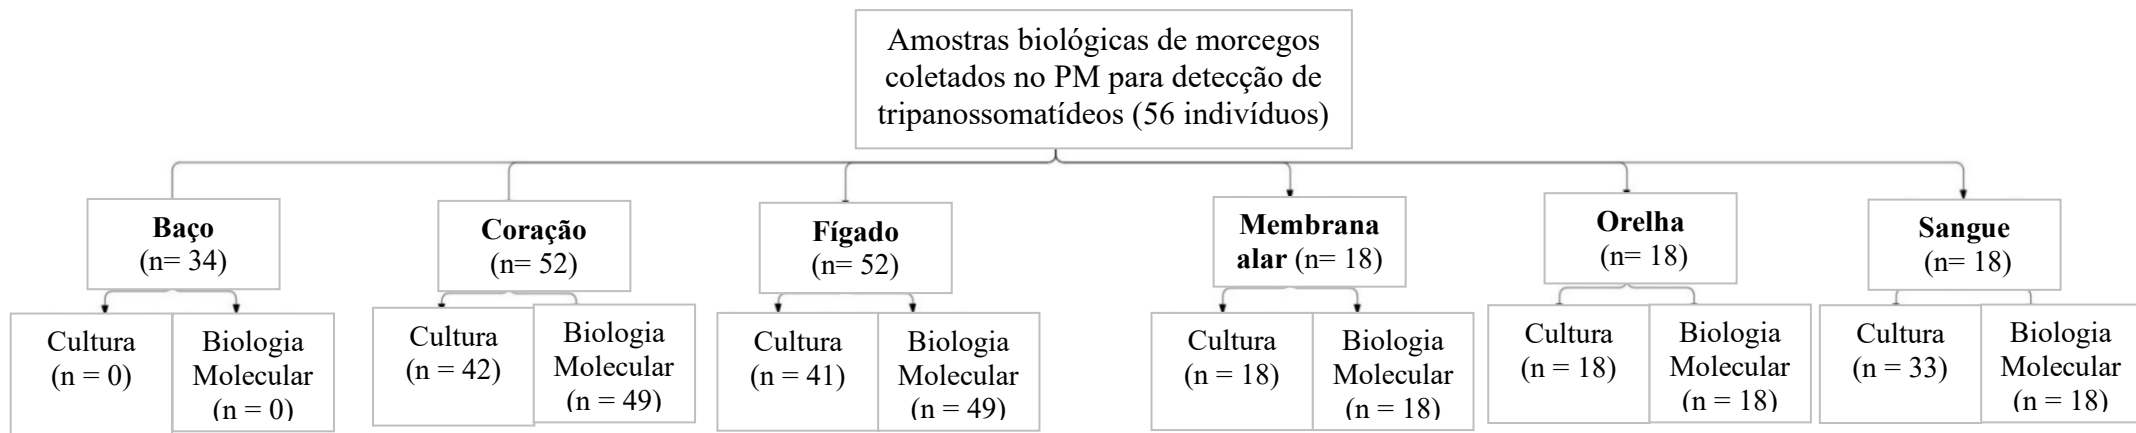 Amostras biológicas de morcegos
coletados no PM para detecção de
tripanossomatídeos (56 indivíduos)
Baço
(n= 34)
Coração
(n= 52)
Fígado
(n= 52)
Membrana
alar (n= 18)
Orelha
(n= 18)
Sangue
(n= 18)
Cultura
(n = 0)
Biologia
Molecular
(n = 0)
Cultura
(n = 42)
Biologia
Molecular
(n = 49)
Cultura
(n = 41)
Biologia
Molecular
(n = 49)
Cultura
(n = 18)
Biologia
Molecular
(n = 18)
Cultura
(n = 18)
Biologia
Molecular
(n = 18)
Cultura
(n = 33)
Biologia
Molecular
(n = 18)